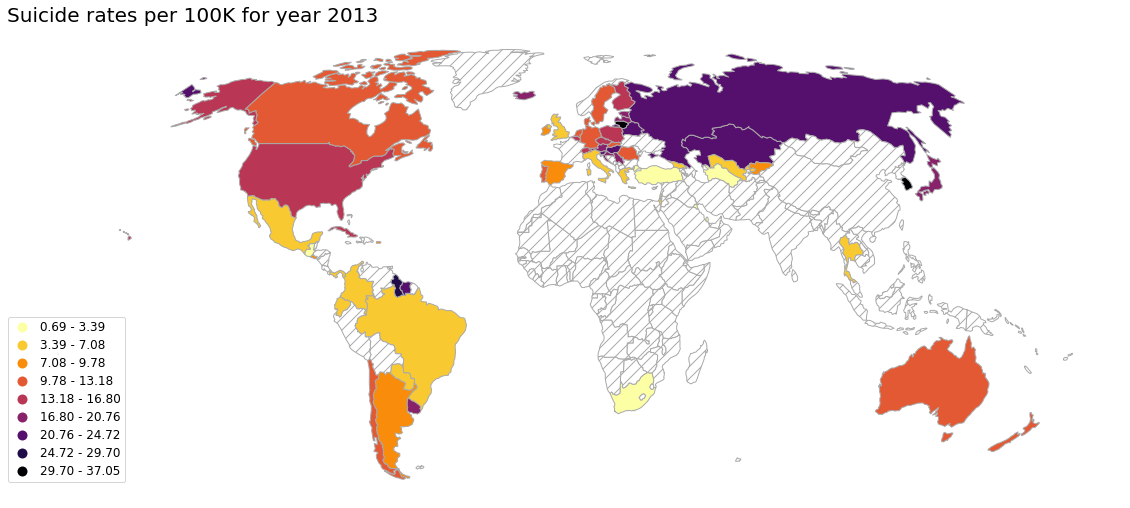 Suicide rates per 100K for year 2013
0.69 - 3.39
3.39 - 7.08
7.08 - 9.78
9.78 - 13.18
13.18 - 16.80
16.80 - 20.76
20.76 - 24.72
24.72 - 29.70
29.70 - 37.05